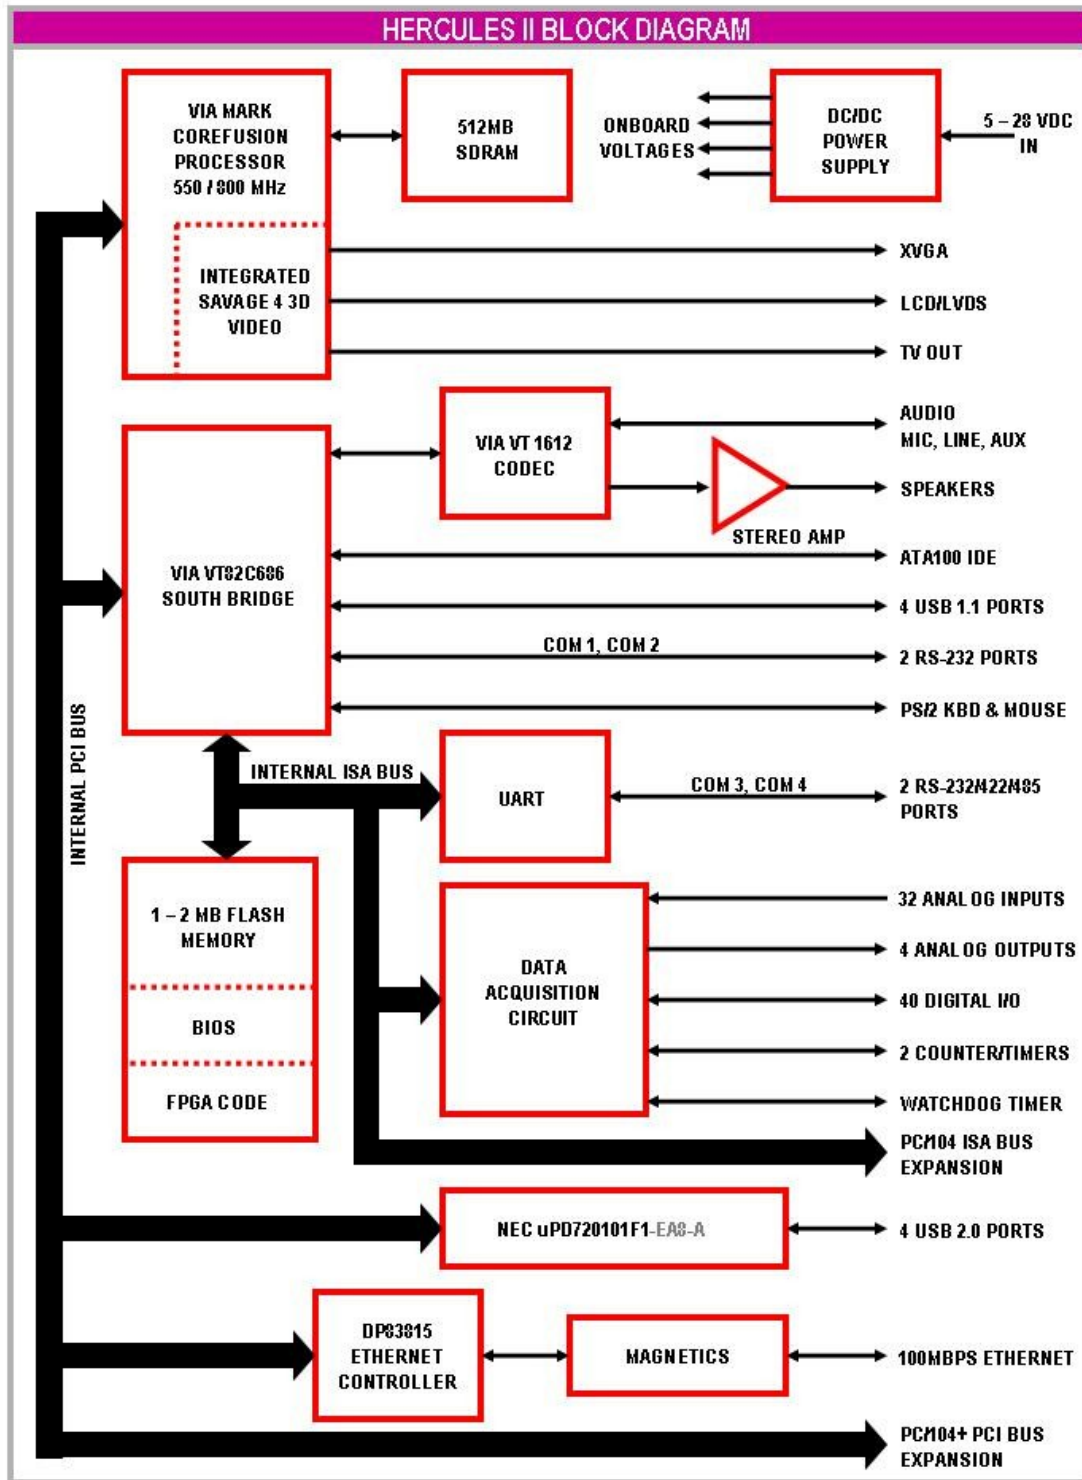 HERCULES II BLOCK DIAGRAM
VIA MARK
COREFUSION
PROCESSOR
550 / 800 MHz
512MB
SDRAM
ONBOARD
VOLTAGES
DC/DC
POWER
SUPPLY
5 – 28 VDC
IN
INTEGRATED
SAVAGE 4 3D
VIDEO
XVGA
LCD/LVDS
TV OUT
VIA VT 1612
CODEC
AUDIO
MIC, LINE, AUX
SPEAKERS
STEREO AMP
VIA VT82C686
SOUTH BRIDGE
ATA100 IDE
4 USB 1.1 PORTS
COM 1, COM 2
2 RS-232 PORTS
PS/2 KBD & MOUSE
INTERNAL PCI BUS
INTERNAL ISA BUS
UART
COM 3, COM 4
2 RS-232/422/485
PORTS
1 – 2 MB FLASH
MEMORY
BIOS
FPGA CODE
DATA
ACQUISITION
CIRCUIT
32 ANALOG INPUTS
4 ANALOG OUTPUTS
40 DIGITAL I/O
2 COUNTER/TIMERS
WATCHDOG TIMER
PC/104 ISA BUS
EXPANSION
NEC uPD720101F1-EA8-A
4 USB 2.0 PORTS
DP83815
ETHERNET
CONTROLLER
MAGNETICS
100MBPS ETHERNET
PC/104+ PCI BUS
EXPANSION